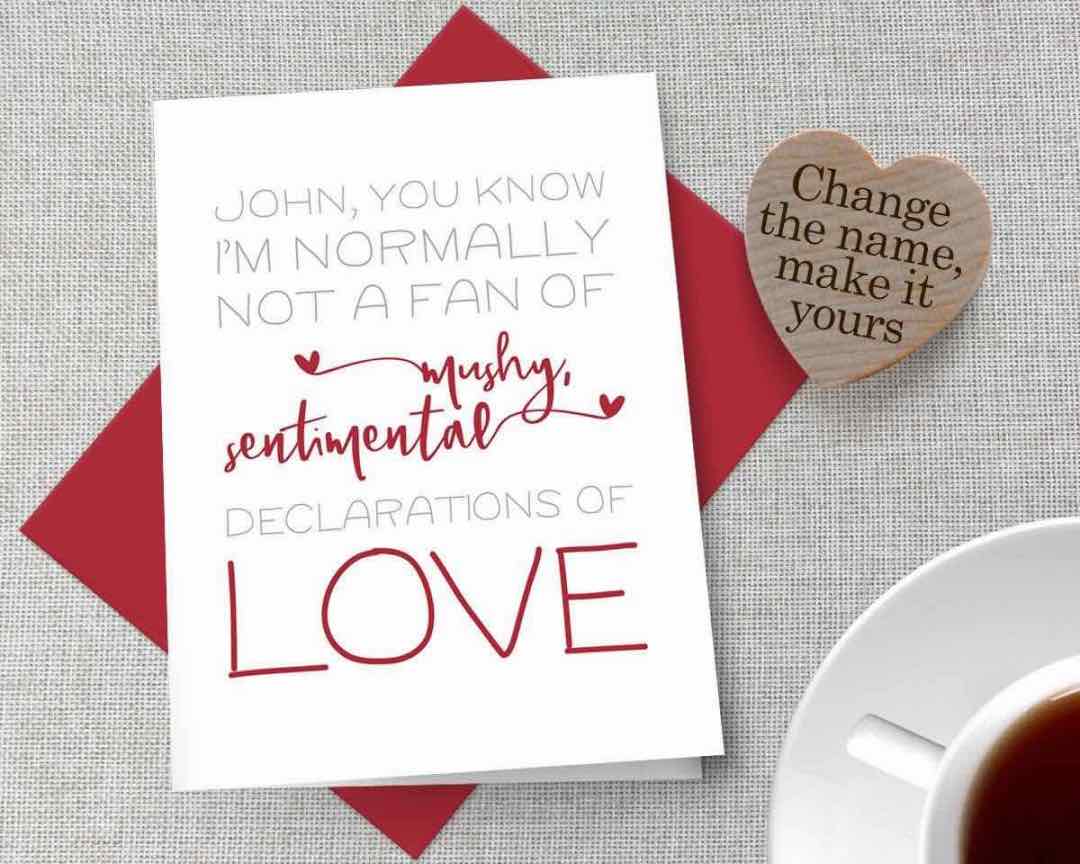 JOHN, YOU KNOW
I'M NORMALLY
NOT A FAN OF
mushy,
sentimental
DECLARATIONS OF
LOVE
Change
the name,
make it
yours